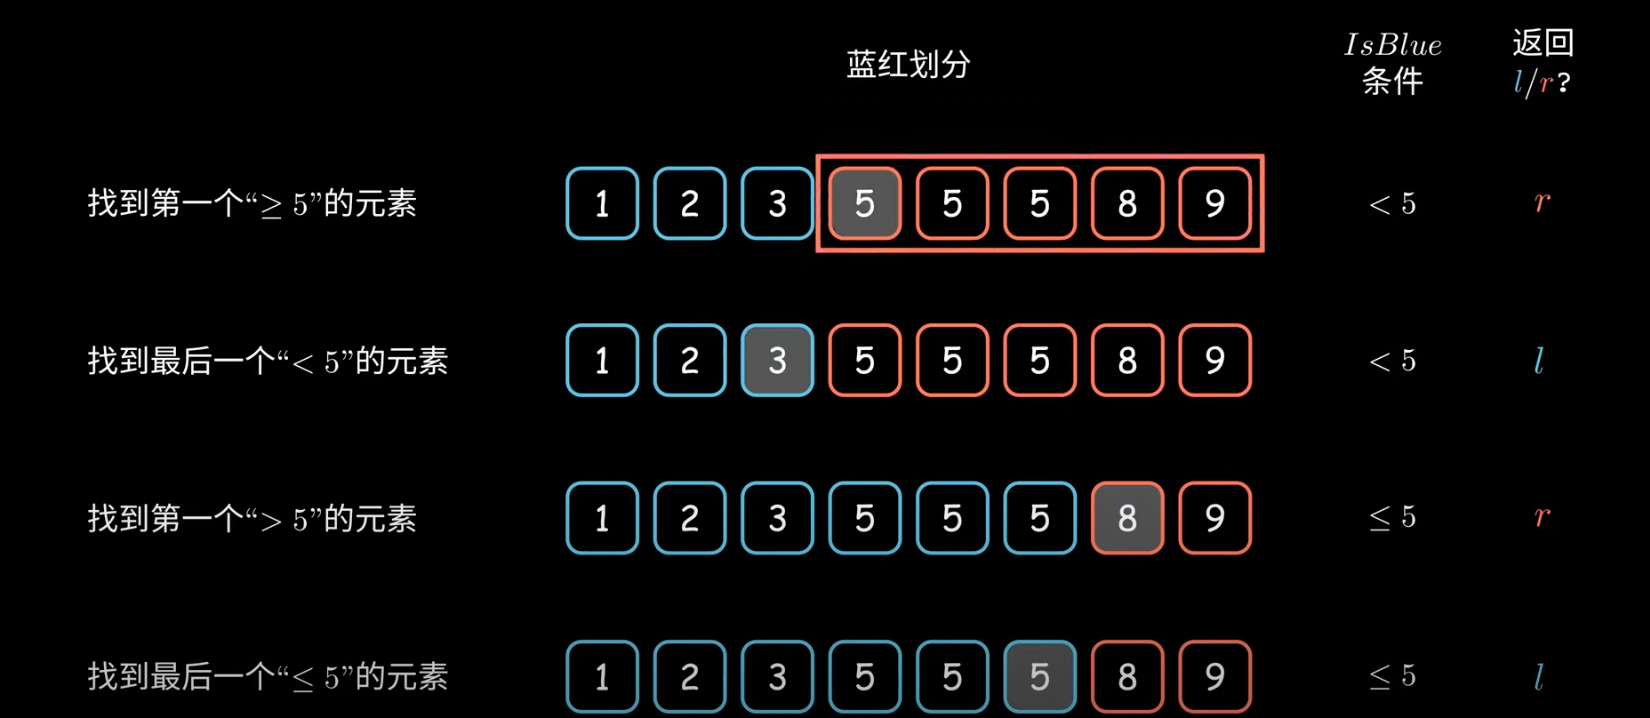 蓝红划分
IsBlue
条件
返回
l/r?
找到第一个“≥ 5”的元素
1 2 3 5 5 5 8 9
< 5
r
找到最后一个“< 5”的元素
1 2 3 5 5 5 8 9
< 5
l
找到第一个“> 5”的元素
1 2 3 5 5 5 8 9
≤ 5
r
找到最后一个“≤ 5”的元素
1 2 3 5 5 5 8 9
≤ 5
l